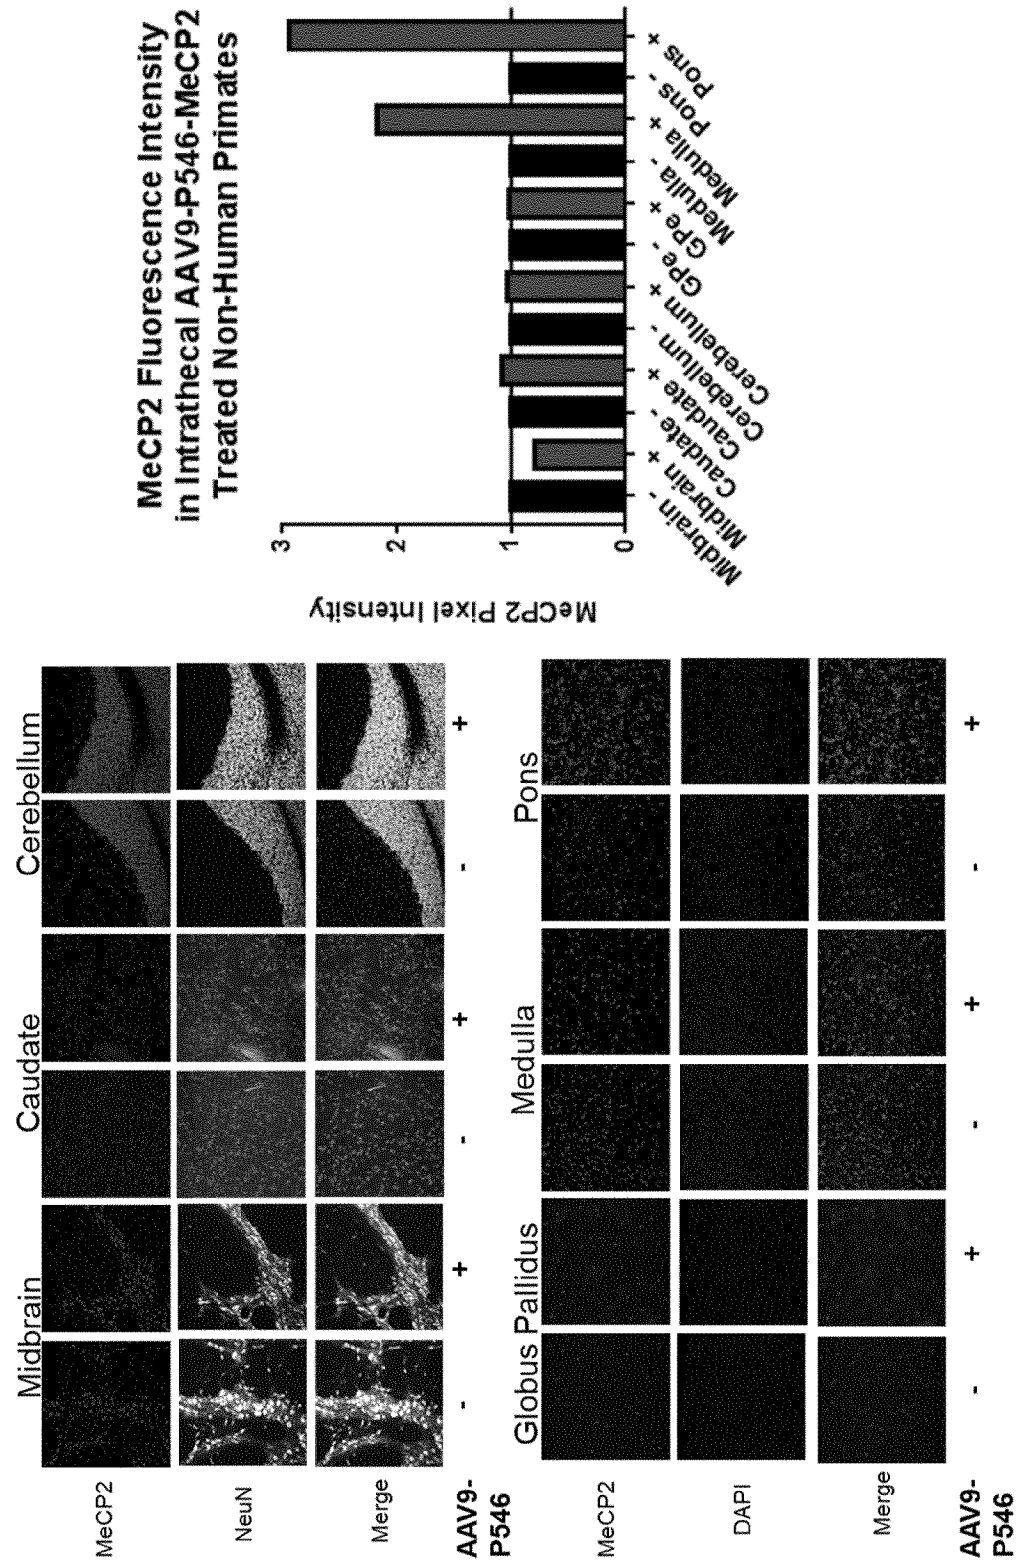 Midbrain
Caudate
Cerebellum
MeCP2
NeuN
Merge
AAV9-
P546
- + - + - +
Globus Pallidus
Medulla
Pons
MeCP2
DAPI
Merge
AAV9-
P546
- + - + - +
MeCP2 Fluorescence Intensity
in Intrathecal AAV9-P546-MeCP2
Treated Non-Human Primates
MeCP2 Pixel Intensity
3
2
1
0
Midbrain -
Midbrain +
Caudate -
Caudate +
Cerebellum -
Cerebellum +
GPe -
GPe +
Medulla -
Medulla +
Pons -
Pons +